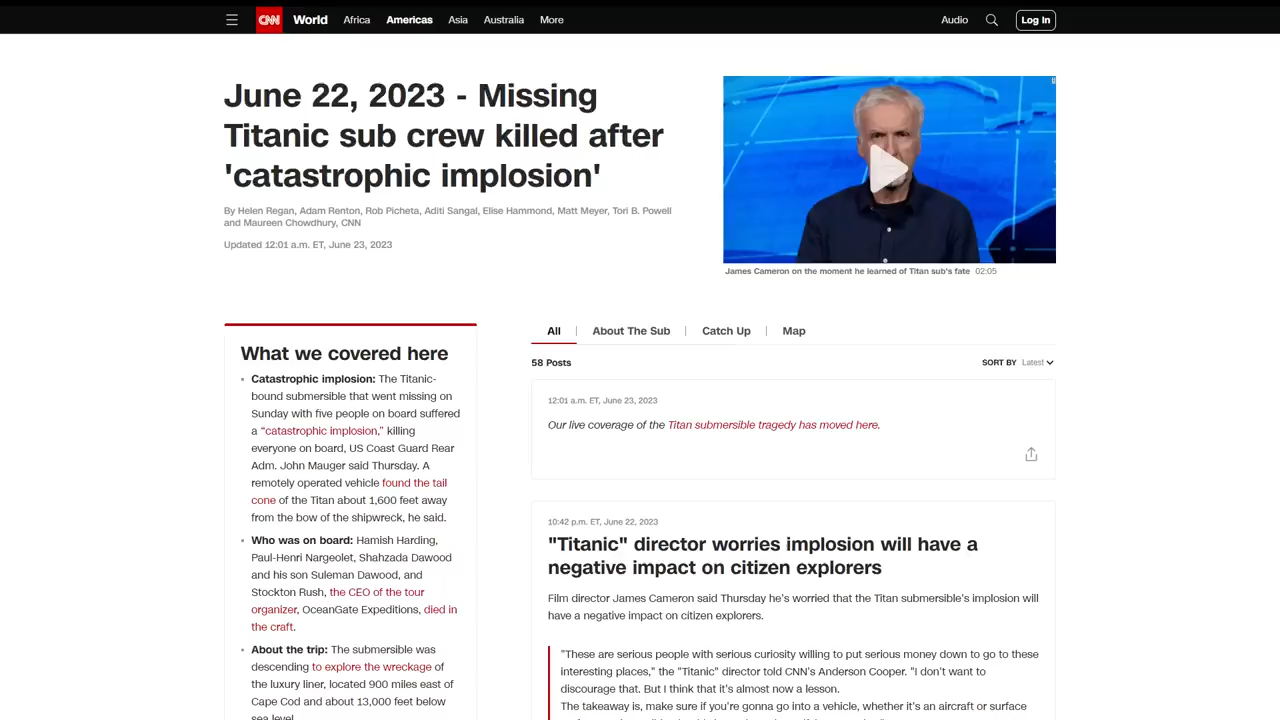 CNN World Africa Americas Asia Australia More Audio Log In
June 22, 2023 - Missing
Titanic sub crew killed after
'catastrophic implosion'
By Helen Regan, Adam Renton, Rob Picheta, Aditi Sangal, Elise Hammond, Matt Meyer, Tori B. Powell
and Maureen Chowdhury, CNN
Updated 12:01 a.m. ET, June 23, 2023
James Cameron on the moment he learned of Titan sub's fate 02:05
What we covered here
• Catastrophic implosion: The Titanic-
bound submersible that went missing on
Sunday with five people on board suffered
a “catastrophic implosion,” killing
everyone on board, US Coast Guard Rear
Adm. John Mauger said Thursday. A
remotely operated vehicle found the tail
cone of the Titan about 1,600 feet away
from the bow of the shipwreck, he said.
• Who was on board: Hamish Harding,
Paul-Henri Nargeolet, Shahzada Dawood
and his son Suleman Dawood, and
Stockton Rush, the CEO of the tour
organizer, OceanGate Expeditions, died in
the craft.
• About the trip: The submersible was
descending to explore the wreckage of
the luxury liner, located 900 miles east of
Cape Cod and about 13,000 feet below
sea level.
All | About The Sub | Catch Up | Map
58 Posts
SORT BY Latest
12:01 a.m. ET, June 23, 2023
Our live coverage of the Titan submersible tragedy has moved here.
10:42 p.m. ET, June 22, 2023
"Titanic" director worries implosion will have a
negative impact on citizen explorers
Film director James Cameron said Thursday he’s worried that the Titan submersible’s implosion will
have a negative impact on citizen explorers.
"These are serious people with serious curiosity willing to put serious money down to go to these
interesting places," the "Titanic" director told CNN’s Anderson Cooper. "I don’t want to
discourage that. But I think that it’s almost now a lesson.
The takeaway is, make sure if you’re gonna go into a vehicle, whether it’s an aircraft or surface